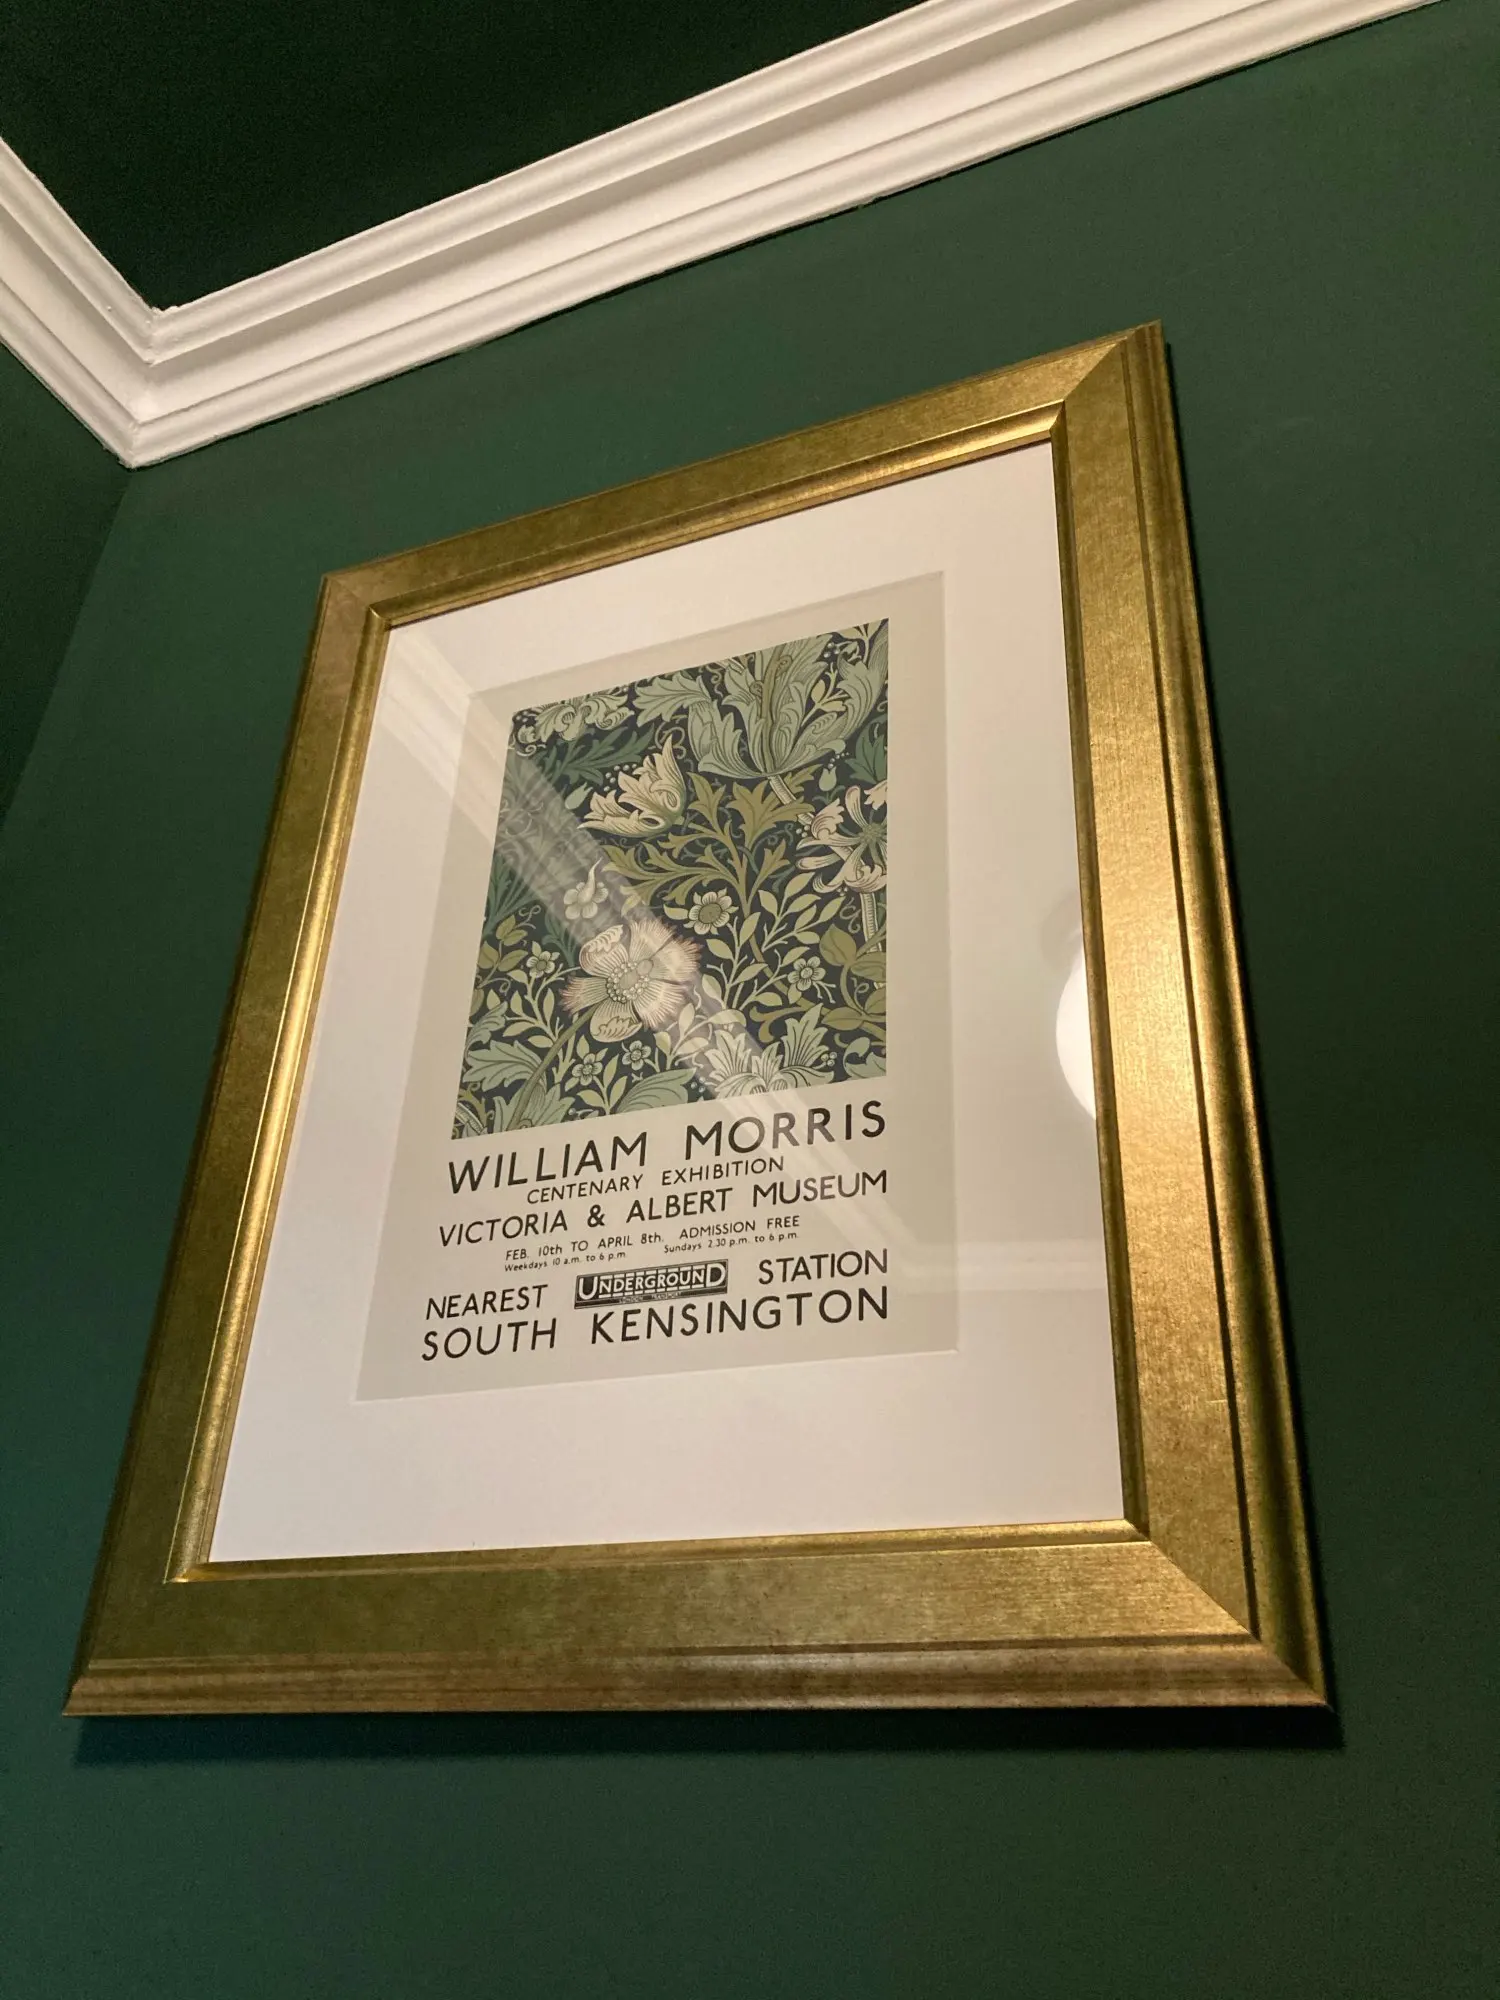 WILLIAM MORRIS
CENTENARY EXHIBITION
VICTORIA & ALBERT MUSEUM
FEB. 10th TO APRIL 8th. ADMISSION FREE
Weekdays 10 a.m. to 6 p.m. Sundays 2.30 p.m. to 6 p.m.
NEAREST UNDERGROUND STATION
SOUTH KENSINGTON